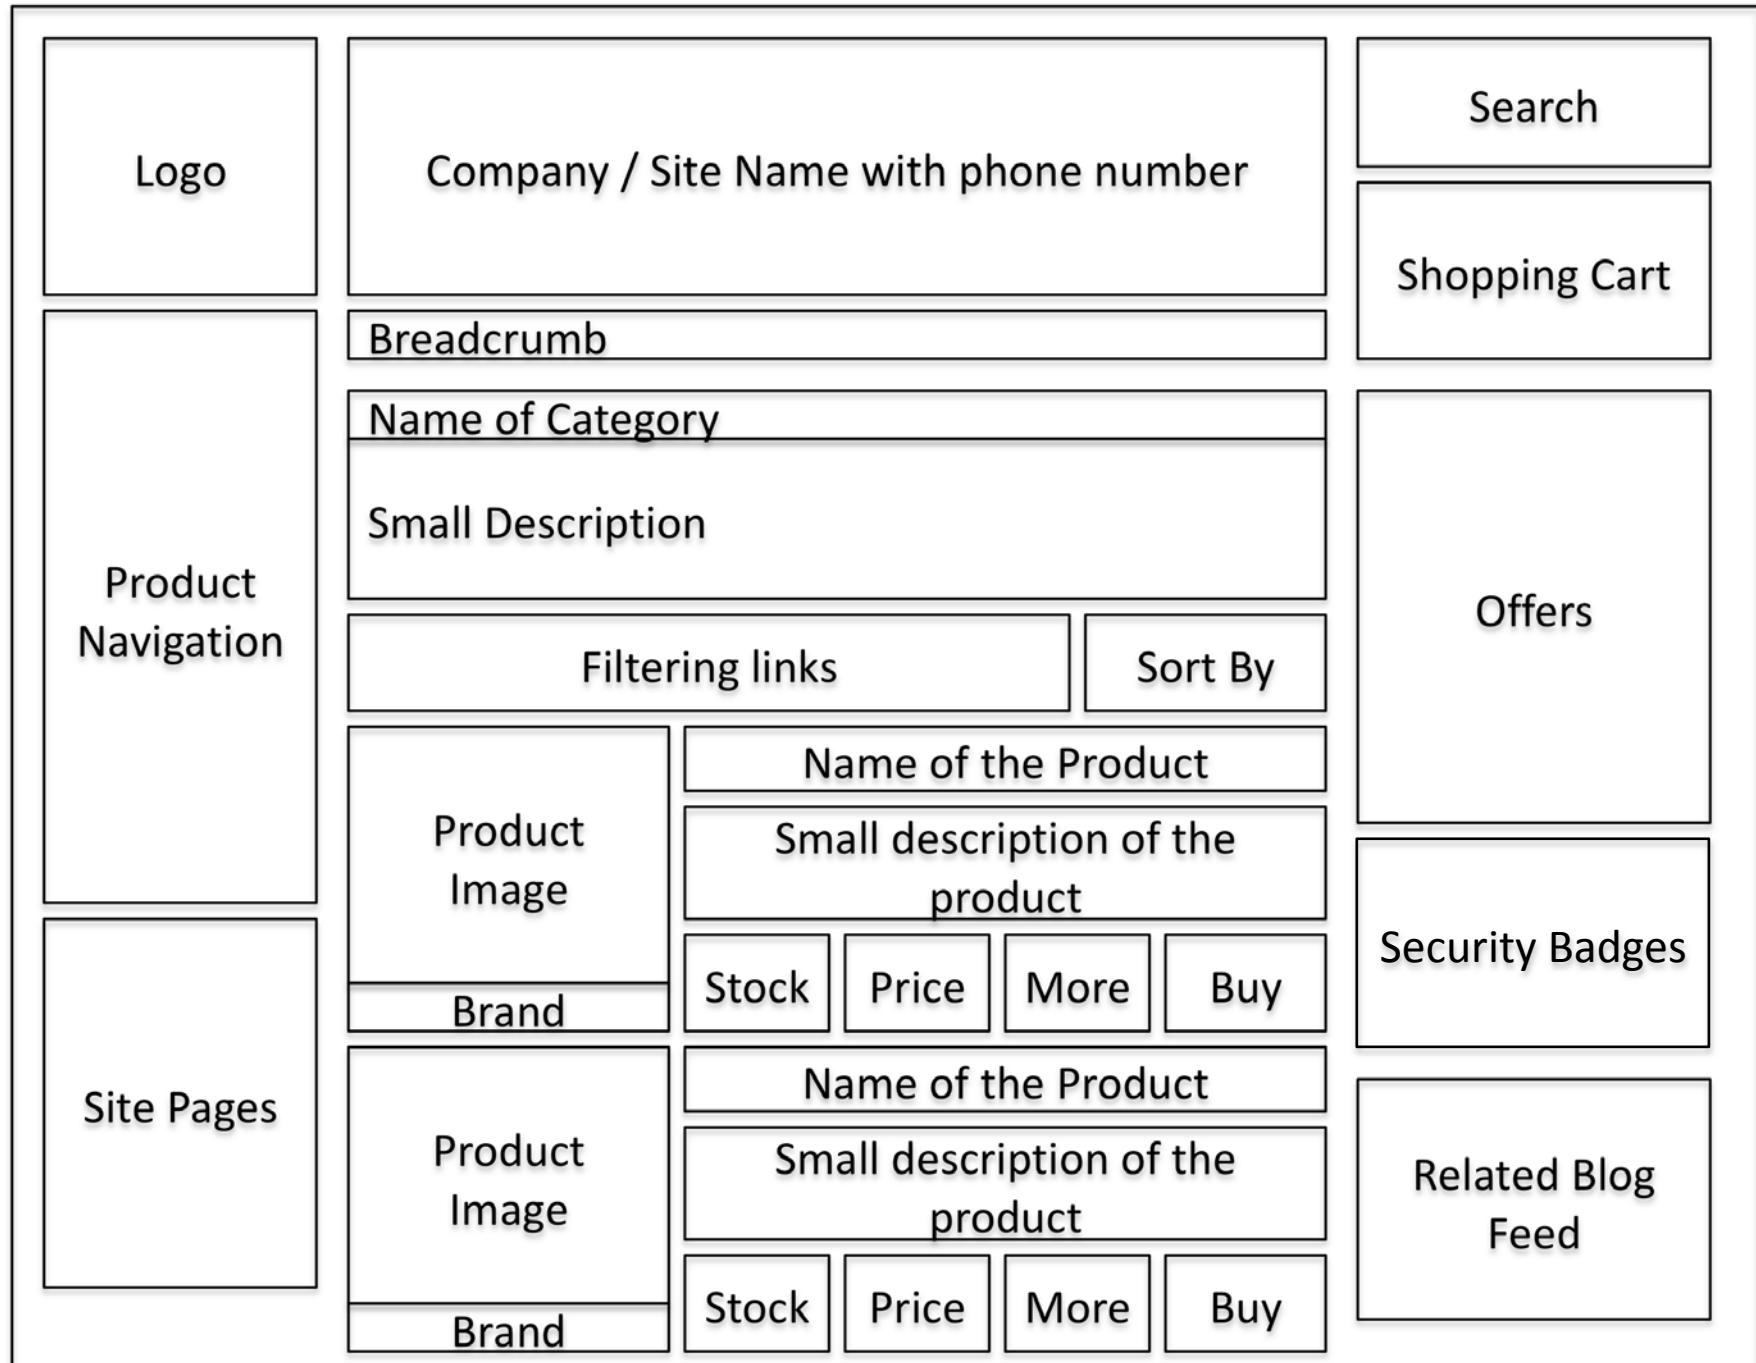 Logo
Company / Site Name with phone number
Search
Shopping Cart
Breadcrumb
Product
Navigation
Name of Category
Small Description
Offers
Filtering links
Sort By
Product
Image
Brand
Name of the Product
Small description of the
product
Stock
Price
More
Buy
Security Badges
Site Pages
Product
Image
Brand
Name of the Product
Small description of the
product
Stock
Price
More
Buy
Related Blog
Feed